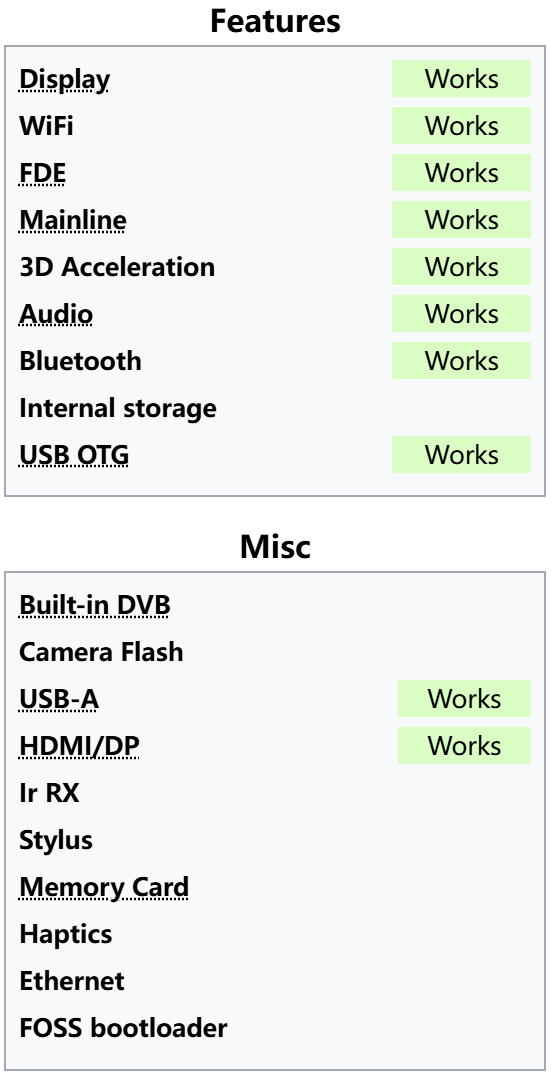 Features
Display Works
WiFi Works
FDE Works
Mainline Works
3D Acceleration Works
Audio Works
Bluetooth Works
Internal storage
USB OTG Works
Misc
Built-in DVB
Camera Flash
USB-A Works
HDMI/DP Works
Ir RX
Stylus
Memory Card
Haptics
Ethernet
FOSS bootloader